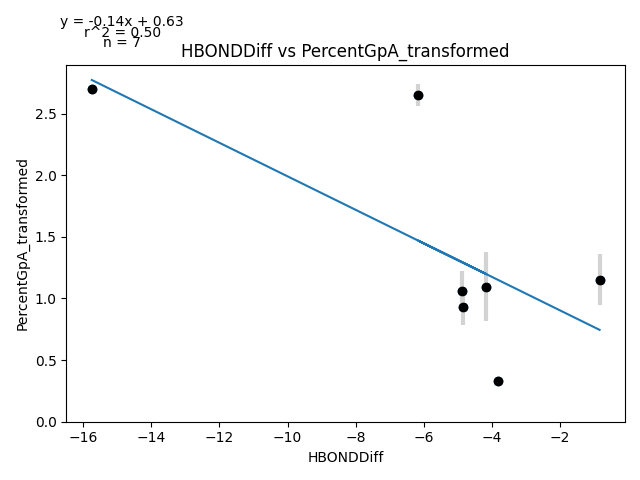 y = -0.14x + 0.63
r^2 = 0.50
n = 7
HBONDDiff vs PercentGpA_transformed
PercentGpA_transformed
2.5
2.0
1.5
1.0
0.5
0.0
−16
−14
−12
−10
−8
−6
−4
−2
HBONDDiff